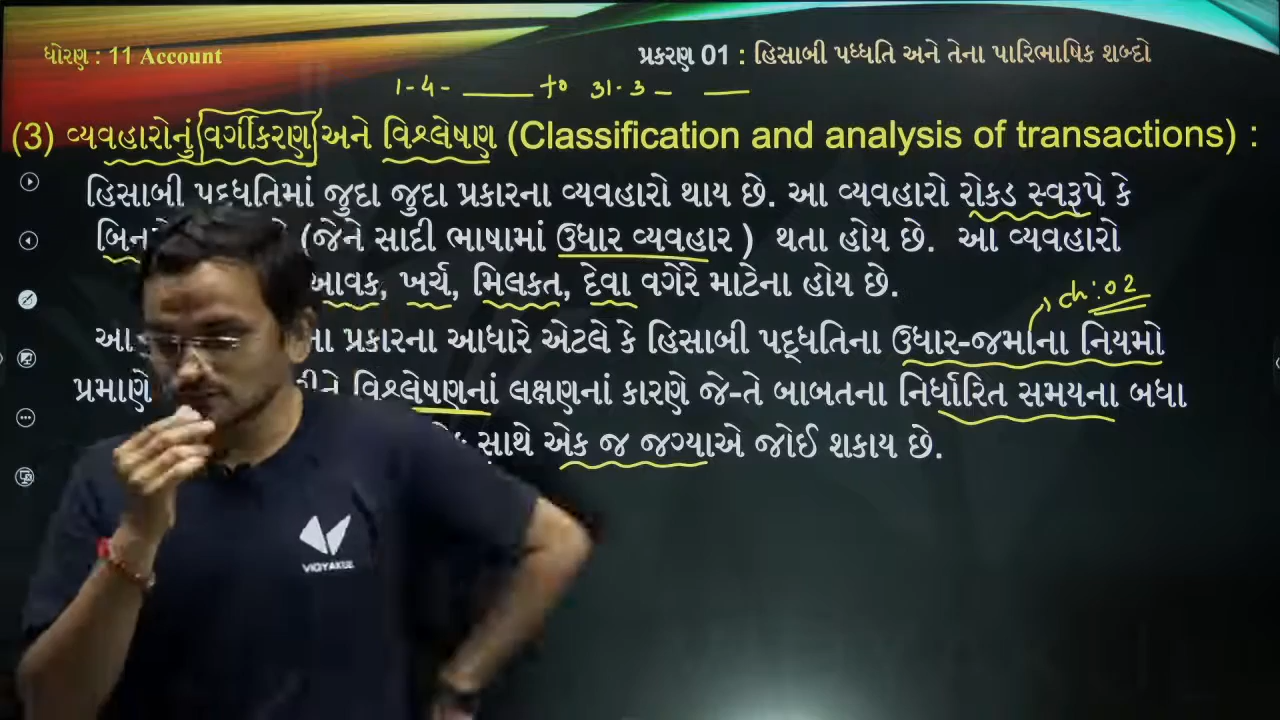 ધોરણ : 11 Account
પ્રકરણ 01 : હિસાબી પધ્ધતિ અને તેના પારિભાષિક શબ્દો
1-4- ____ to 31-3 - ____
(3) વ્યવહારોનું વર્ગીકરણ અને વિશ્લેષણ (Classification and analysis of transactions) :
હિસાબી પદ્ધતિમાં જુદા જુદા પ્રકારના વ્યવહારો થાય છે. આ વ્યવહારો રોકડ સ્વરૂપે કે
(જેને સાદી ભાષામાં ઉધાર વ્યવહાર ) થતા હોય છે. આ વ્યવહારો
આવક, ખર્ચ, મિલકત, દેવા વગેરે માટેના હોય છે.
ch:02
પ્રકારના આધારે એટલે કે હિસાબી પદ્ધતિના ઉધાર-જમાના નિયમો
પ્રમાણે વિશ્લેષણનાં લક્ષણનાં કારણે જે-તે બાબતના નિર્ધારિત સમયના બધા
સાથે એક જ જગ્યાએ જોઈ શકાય છે.
VIDYAKUL